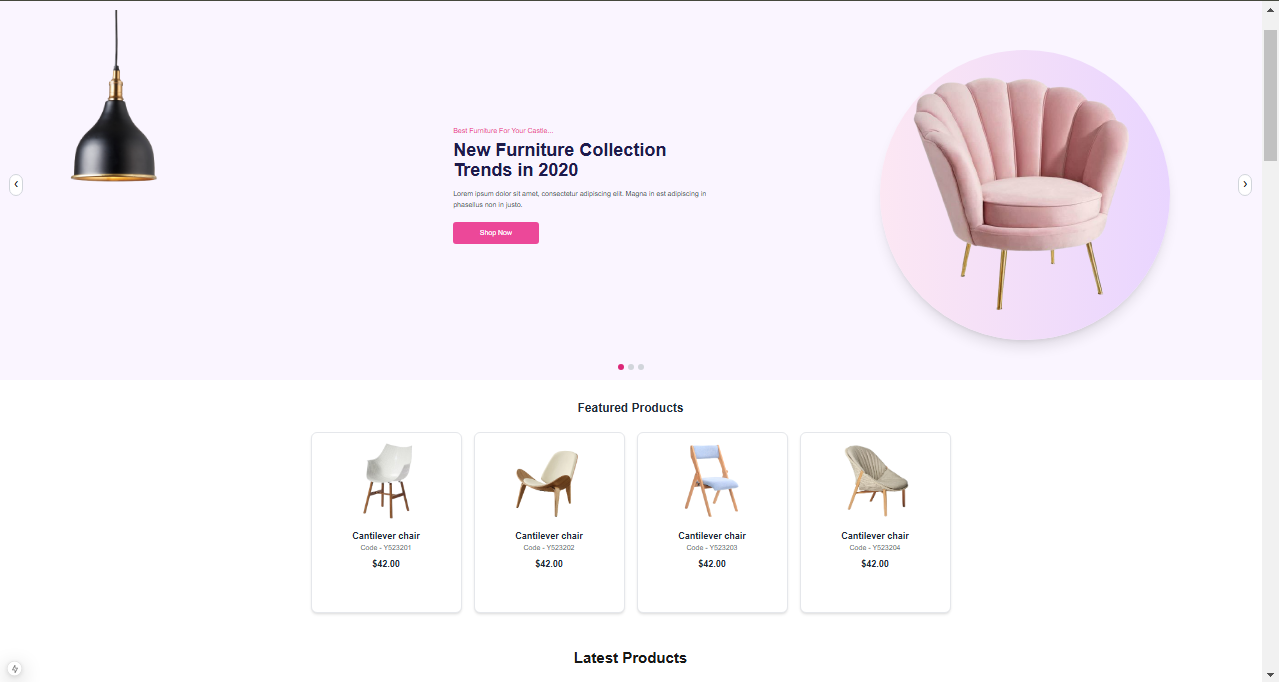 Best Furniture For Your Castle...
New Furniture Collection
Trends in 2020
Lorem ipsum dolor sit amet, consectetur adipiscing elit. Magna in est adipiscing in
phasellus non in justo.
Shop Now
Featured Products
Cantilever chair
Code - Y523201
$42.00
Cantilever chair
Code - Y523202
$42.00
Cantilever chair
Code - Y523203
$42.00
Cantilever chair
Code - Y523204
$42.00
Latest Products